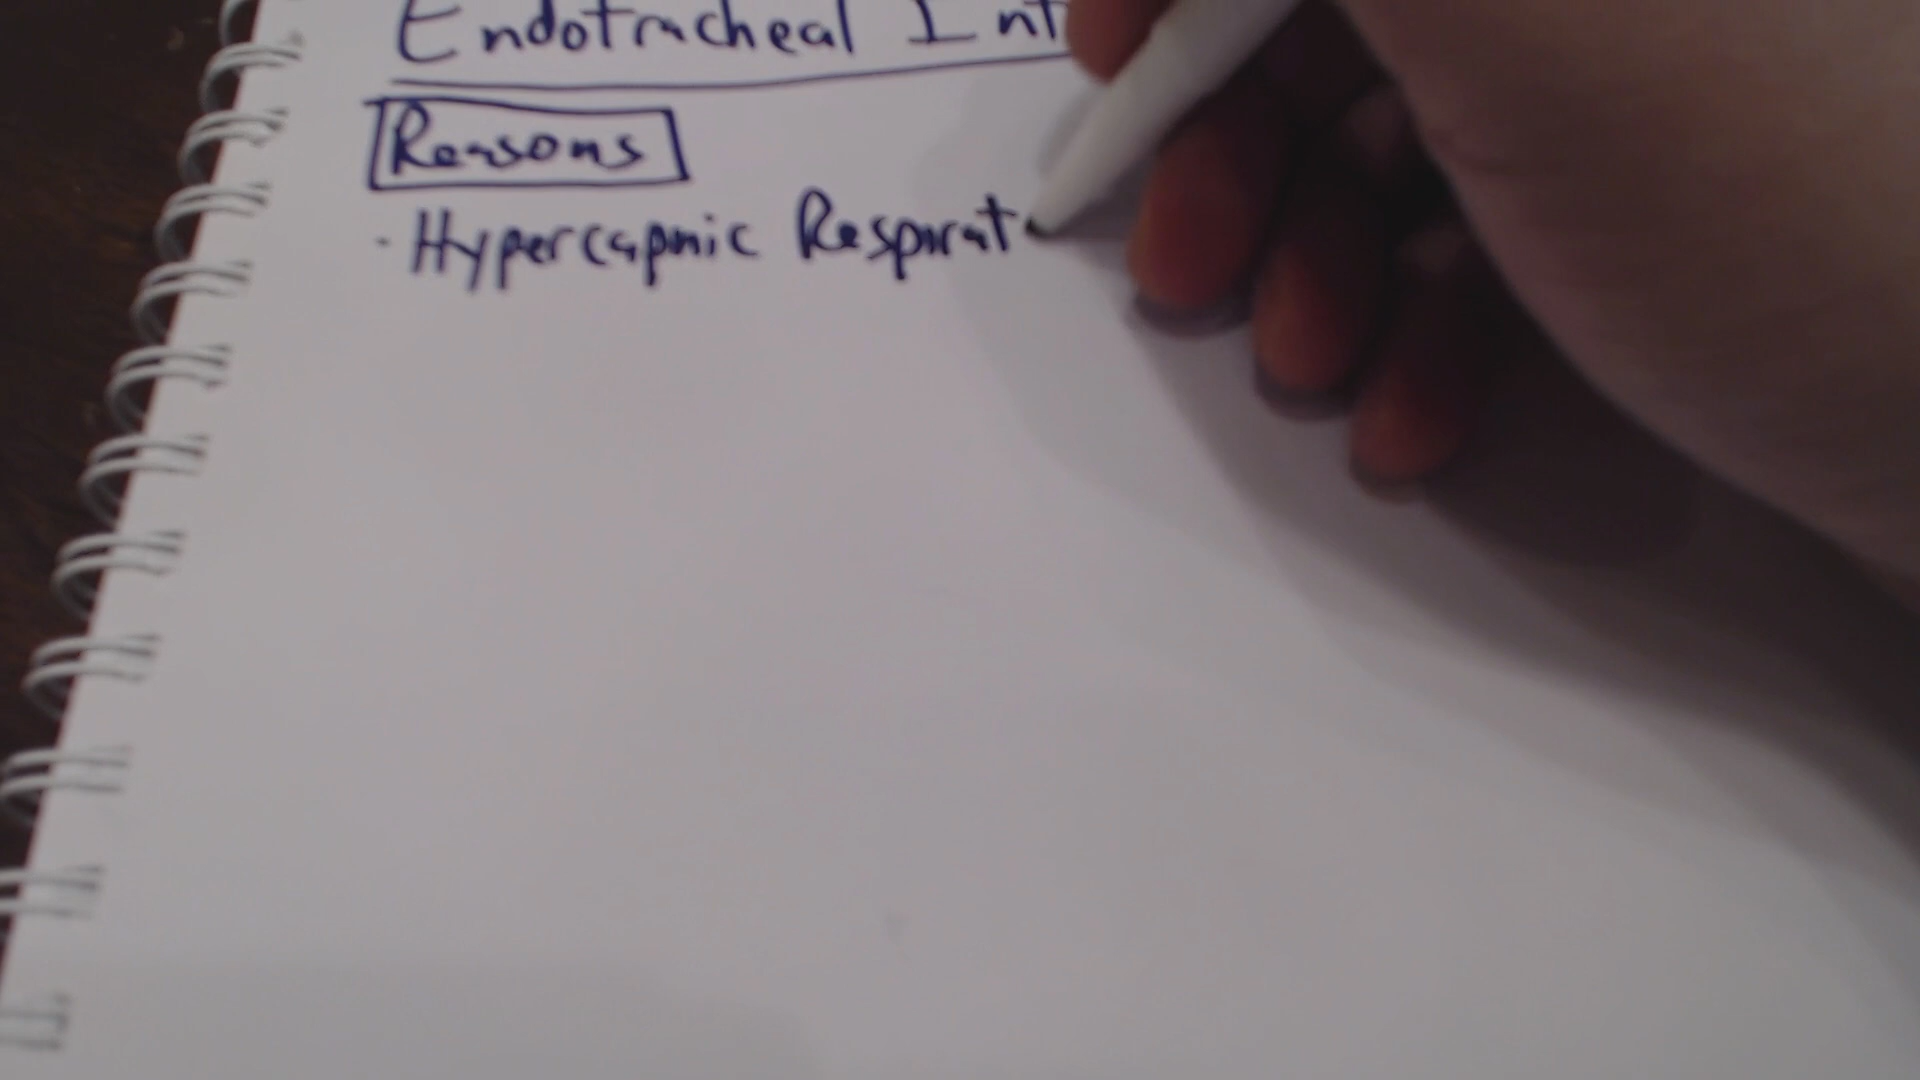 Endotracheal Int
Reasons
· Hypercapnic Respirat